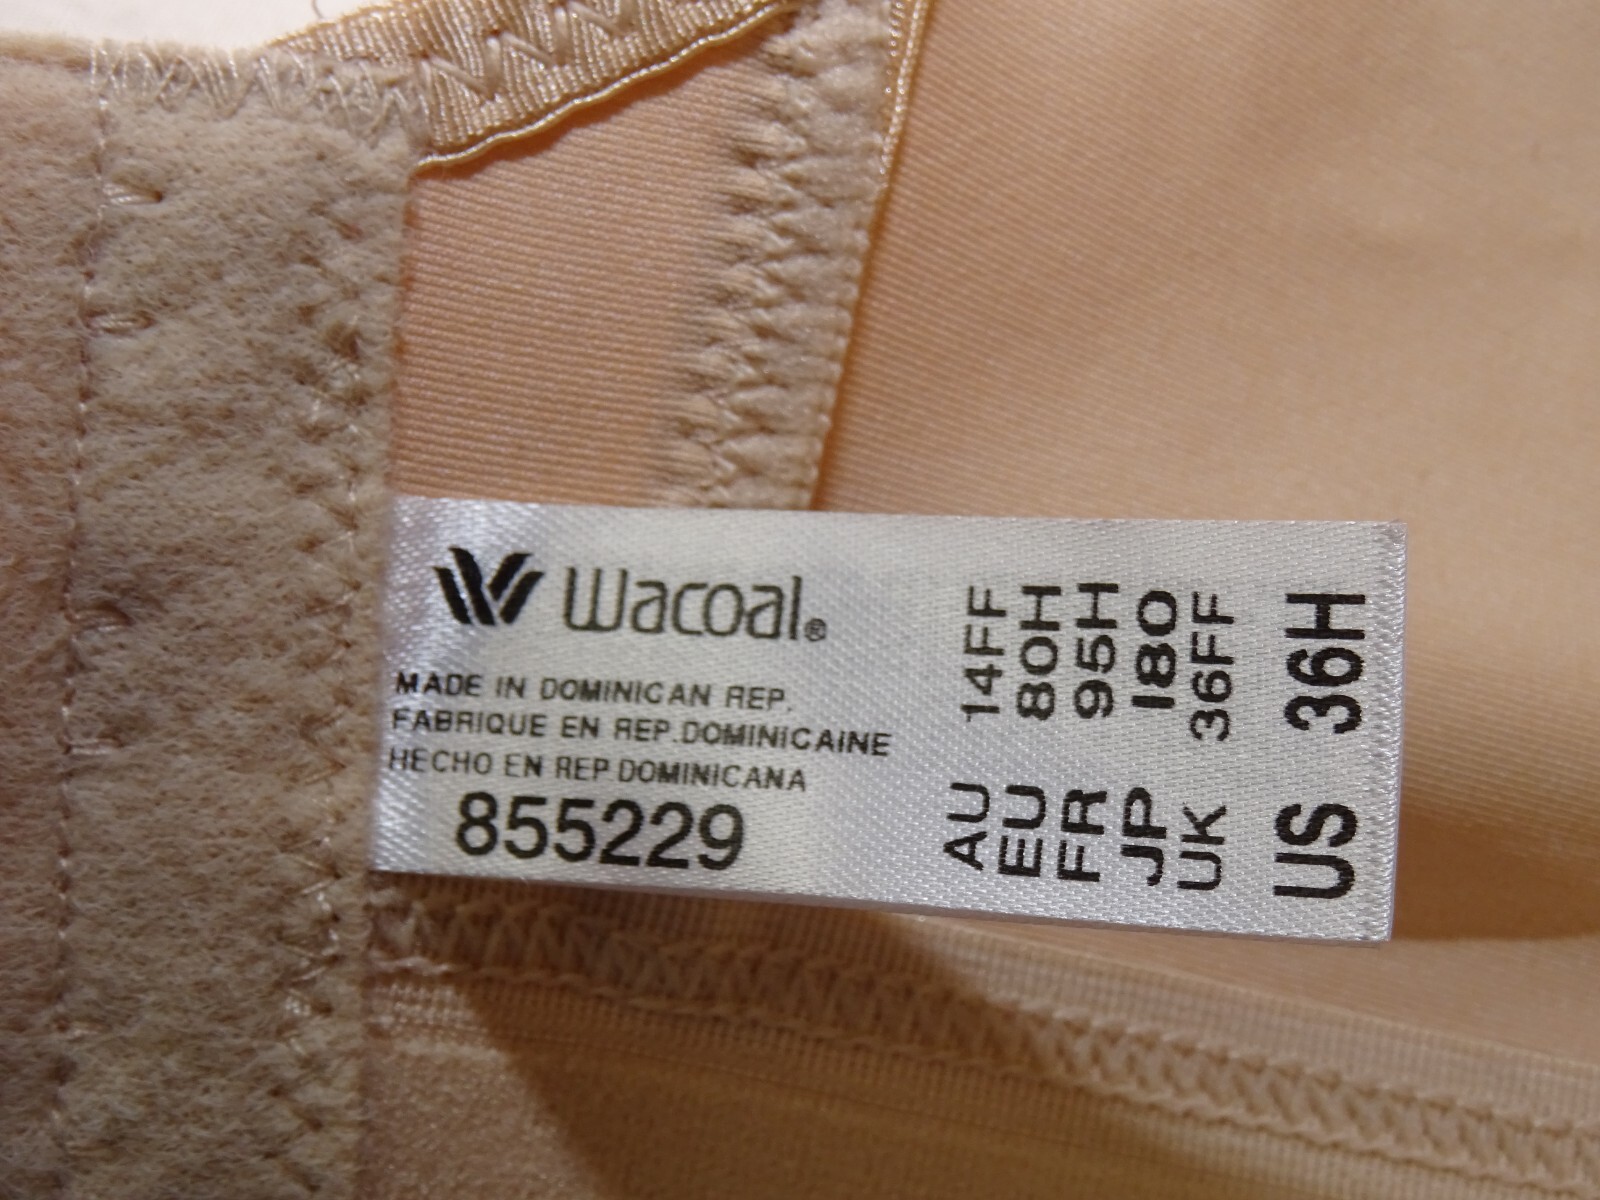 Wacoal®
MADE IN DOMINICAN REP.
FABRIQUE EN REP.DOMINICAINE
HECHO EN REP DOMINICANA
855229
AU 14FF
EU 80H
FR 95H
JP I80
UK 36FF
US 36H